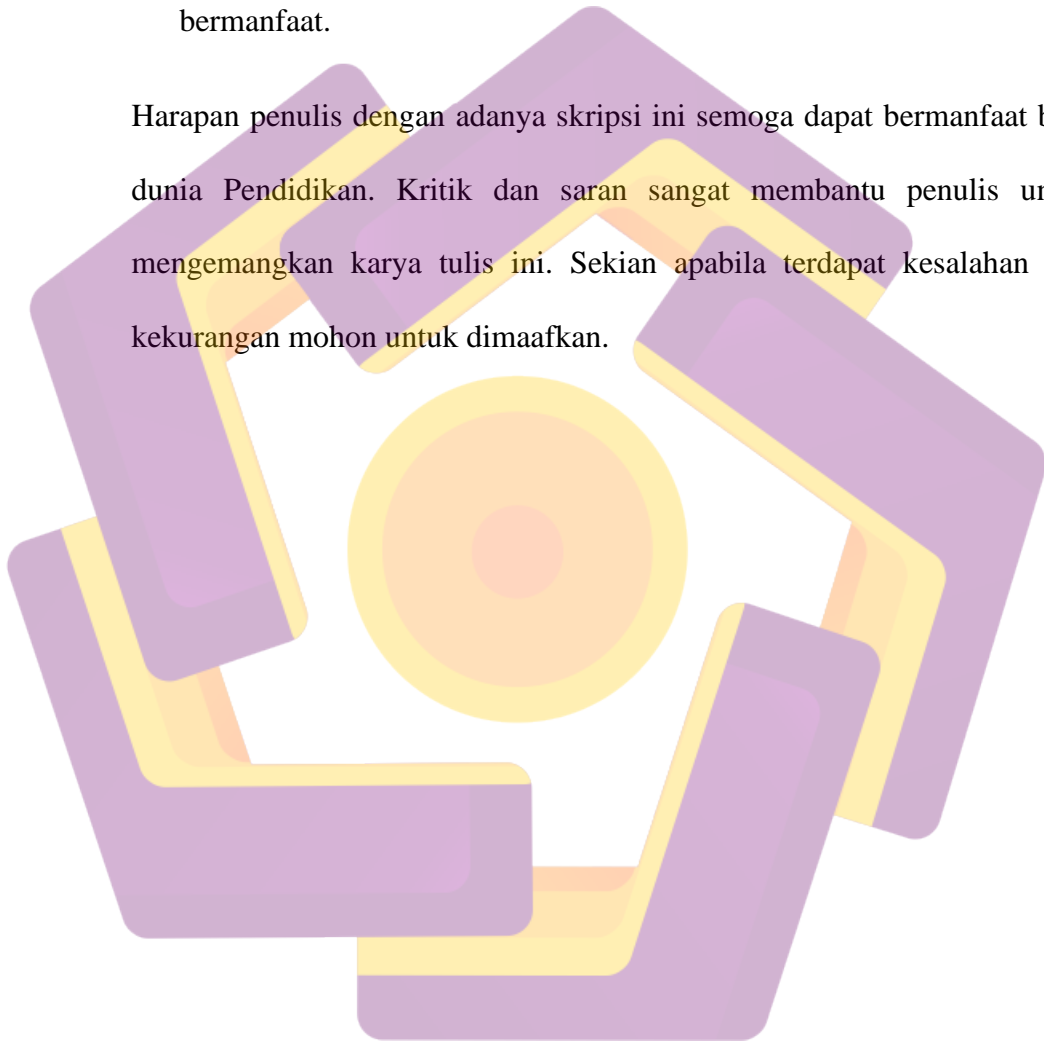 bermanfaat.
Harapan penulis dengan adanya skripsi ini semoga dapat bermanfaat
dunia Pendidikan. Kritik dan saran sangat membantu penulis
mengemangkan karya tulis ini. Sekian apabila terdapat kesalahan
kekurangan mohon untuk dimaafkan.